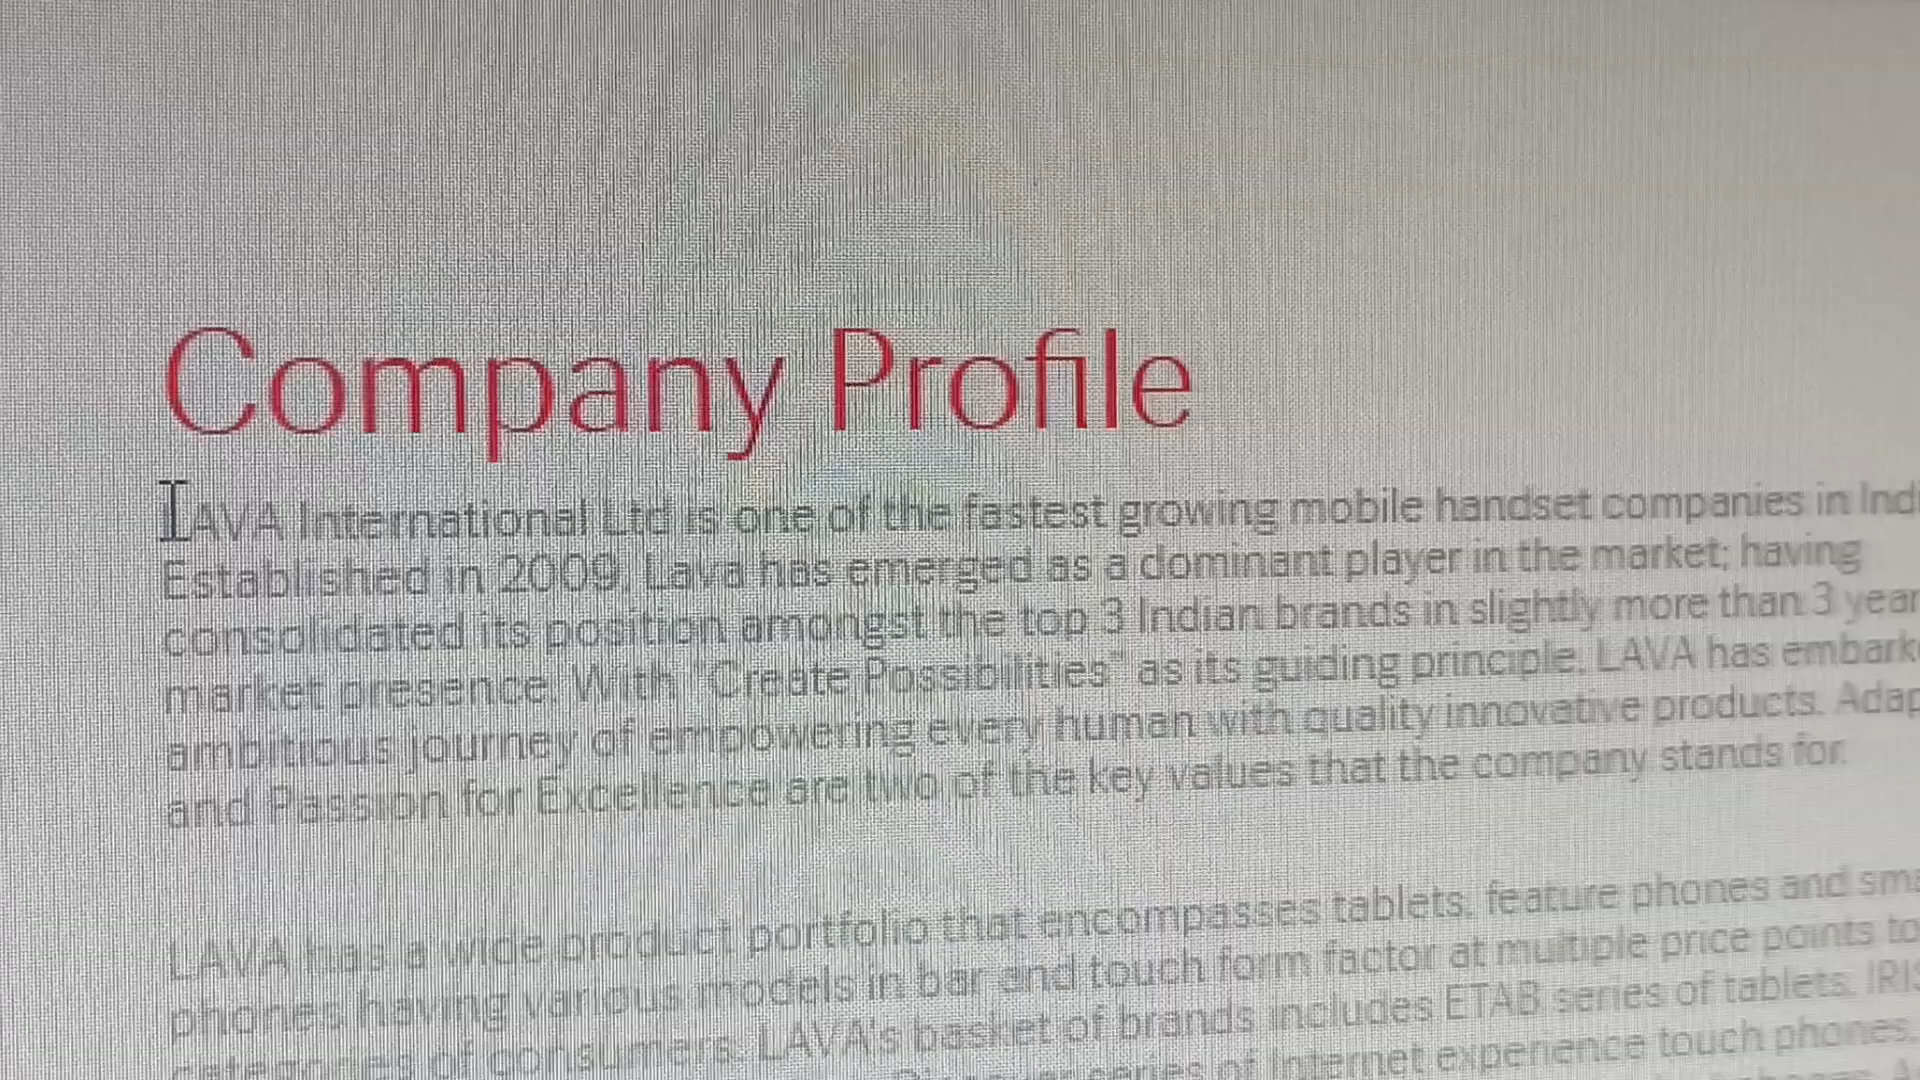 Company Profile
LAVA International Ltd is one of the fastest growing mobile handset companies in
Established in 2009, Lava has emerged as a dominant player in the market; having
consolidated its position amongst the top 3 Indian brands in slightly more than 3
market presence. With "Create Possibilities" as its guiding principle, LAVA has
ambitious journey of empowering every human with quality innovative products.
and Passion for Excellence are two of the key values that the company stands for.
LAVA has a wide product portfolio that encompasses tablets, feature phones and
phones having various models in bar and touch form factor at multiple price points to
categories of consumers. LAVA's basket of brands includes ETAB series of tablets, IRIS
series of Internet experience touch phones,